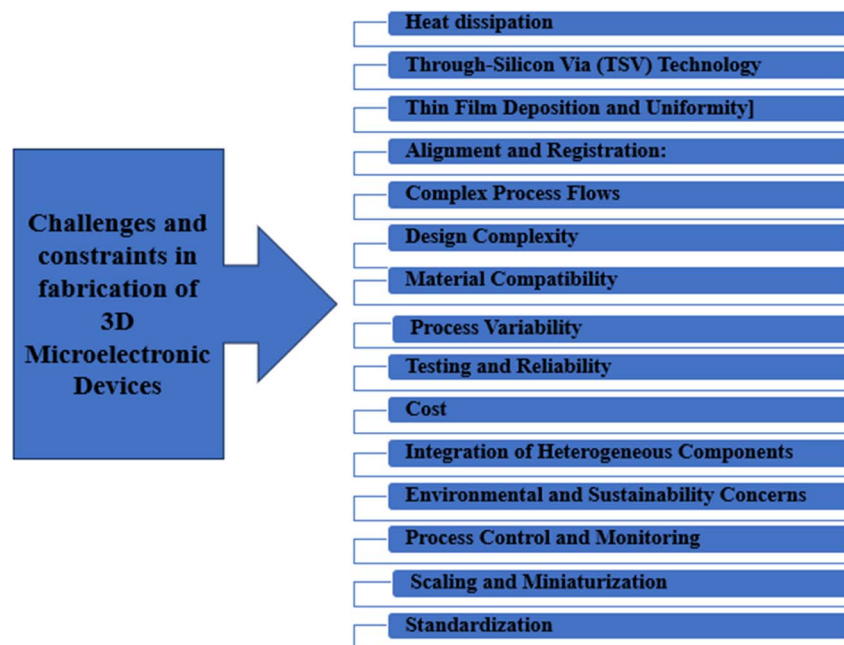 Challenges and
constraints in
fabrication of
3D
Microelectronic
Devices
Heat dissipation
Through-Silicon Via (TSV) Technology
Thin Film Deposition and Uniformity]
Alignment and Registration:
Complex Process Flows
Design Complexity
Material Compatibility
Process Variability
Testing and Reliability
Cost
Integration of Heterogeneous Components
Environmental and Sustainability Concerns
Process Control and Monitoring
Scaling and Miniaturization
Standardization